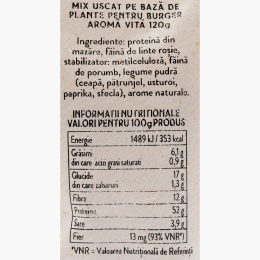 MIX USCAT PE BAZĂ DE
PLANTE PENTRU BURGER
AROMA VITA 120g
Ingrediente: proteină din
mazăre, făină de linte roșie,
stabilizator: metilceluloză, făină
de porumb, legume pudră
(ceapă, pătrunjel, usturoi,
paprika, sfecla), arome naturale.
INFORMAȚII NUTRIȚIONALE
VALORI PENTRU 100g PRODUS
Energie 1489 kJ / 353 kcal
Grăsimi 6,1 g
din care acizi grași saturați 0,9 g
Glucide 17 g
din care zaharuri 1,3 g
Fibre 12 g
Proteine 52 g
Sare 3,9 g
Fier 13 mg (93% VNR*)
*VNR = Valoarea Nutrițională de Referință